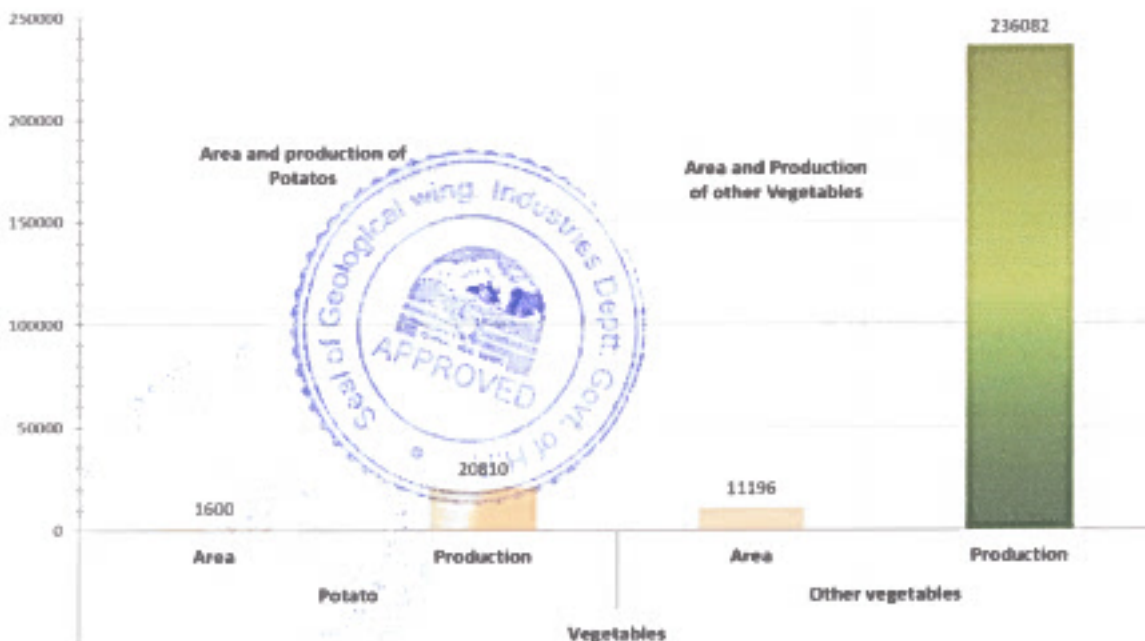 250000
236082
200000
Area and production of
Potatos
Area and Production
of other Vegetables
150000
Seal of Geological wing, Industries Deptt. Govt. of H.
100000
APPROVED
50000
20810
11196
1600
0
Area
Production
Area
Production
Potato
Other vegetables
Vegetables